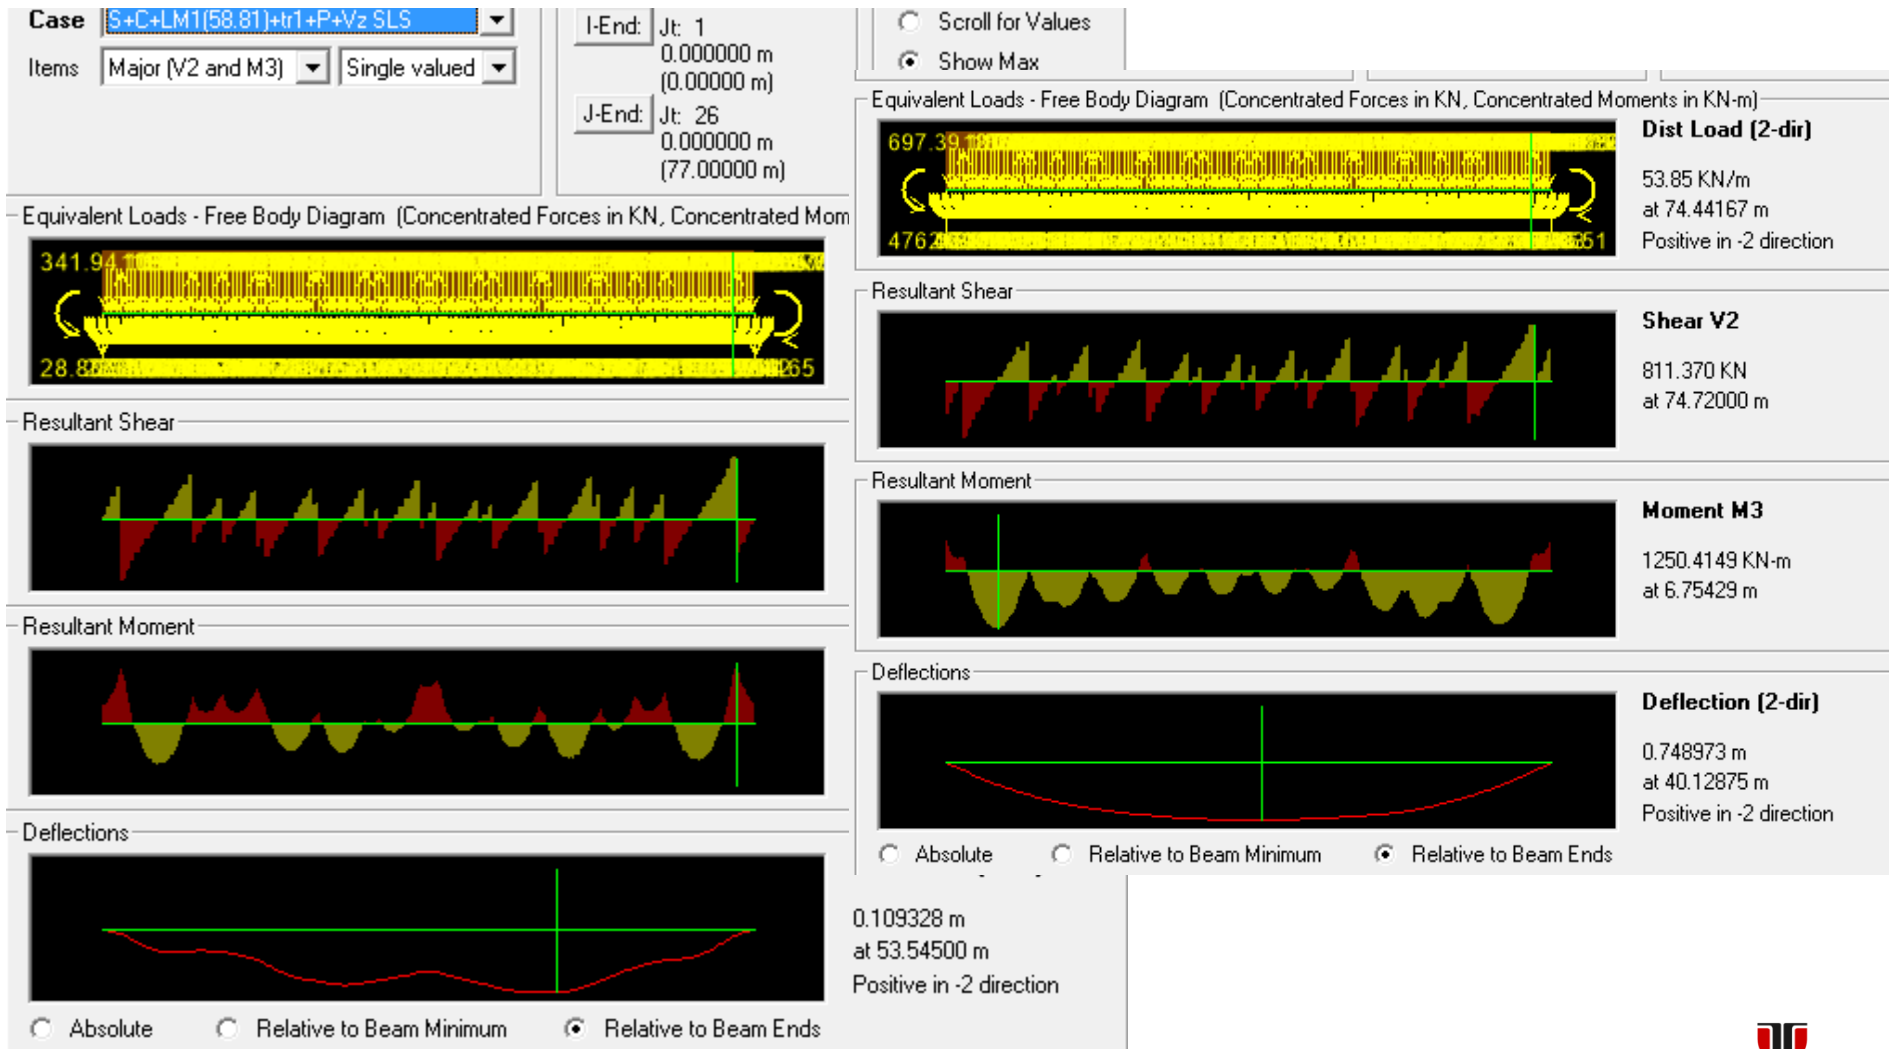 Case S+C+LM1(58.81)+tr1+P+Vz SLS
Items Major (V2 and M3) Single valued
I-End: Jt: 1
0.000000 m
(0.00000 m)
J-End: Jt: 26
0.000000 m
(77.00000 m)
Scroll for Values
Show Max
Equivalent Loads - Free Body Diagram (Concentrated Forces in KN, Concentrated Mom
341.94
28.8
65
Resultant Shear
Resultant Moment
Deflections
0.109328 m
at 53.54500 m
Positive in -2 direction
Absolute Relative to Beam Minimum Relative to Beam Ends
Equivalent Loads - Free Body Diagram (Concentrated Forces in KN, Concentrated Moments in KN-m)
697.39
4762
51
Dist Load (2-dir)
53.85 KN/m
at 74.44167 m
Positive in -2 direction
Resultant Shear
Shear V2
811.370 KN
at 74.72000 m
Resultant Moment
Moment M3
1250.4149 KN-m
at 6.75429 m
Deflections
Deflection (2-dir)
0.748973 m
at 40.12875 m
Positive in -2 direction
Absolute Relative to Beam Minimum Relative to Beam Ends